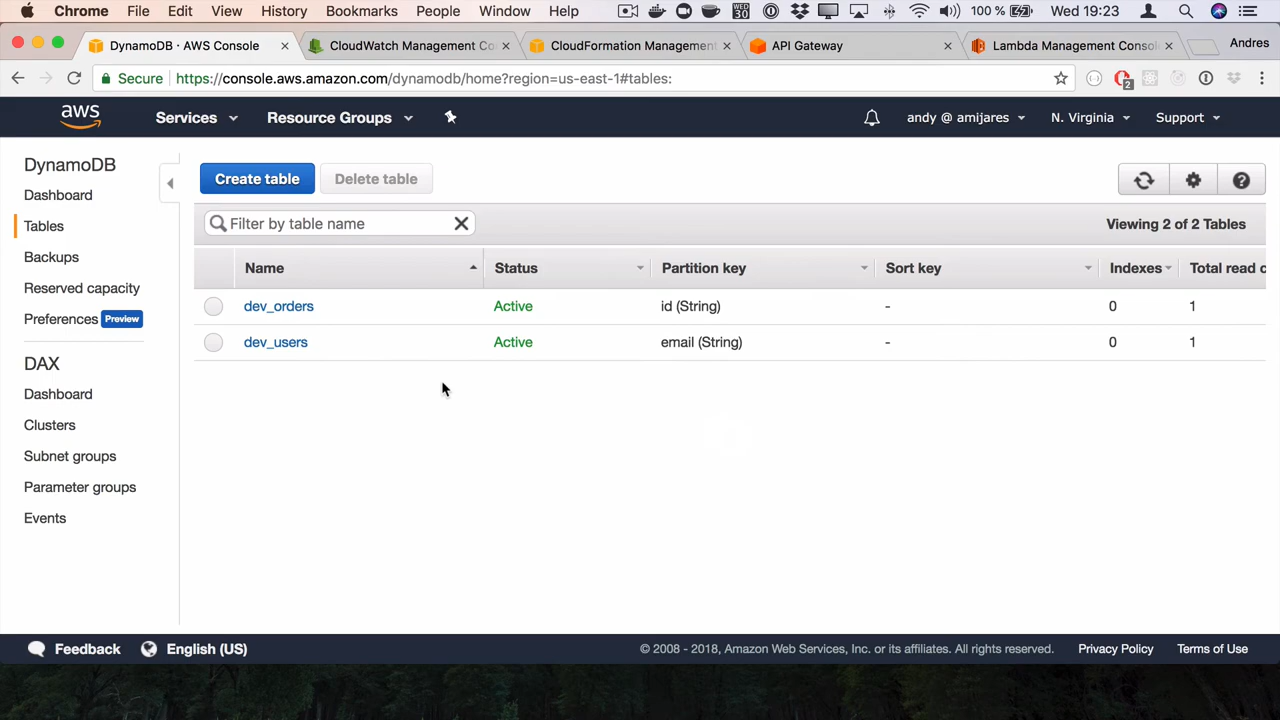 Chrome File Edit View History Bookmarks People Window Help WED 30 100 % Wed 19:23
DynamoDB · AWS Console CloudWatch Management Co CloudFormation Management API Gateway Lambda Management Consol Andres
Secure https://console.aws.amazon.com/dynamodb/home?region=us-east-1#tables: 2
aws Services Resource Groups andy @ amijares N. Virginia Support
DynamoDB
Dashboard
Tables
Backups
Reserved capacity
Preferences Preview
DAX
Dashboard
Clusters
Subnet groups
Parameter groups
Events
Create table Delete table
Filter by table name Viewing 2 of 2 Tables
Name Status Partition key Sort key Indexes Total read c
dev_orders Active id (String) - 0 1
dev_users Active email (String) - 0 1
Feedback English (US) © 2008 - 2018, Amazon Web Services, Inc. or its affiliates. All rights reserved. Privacy Policy Terms of Use